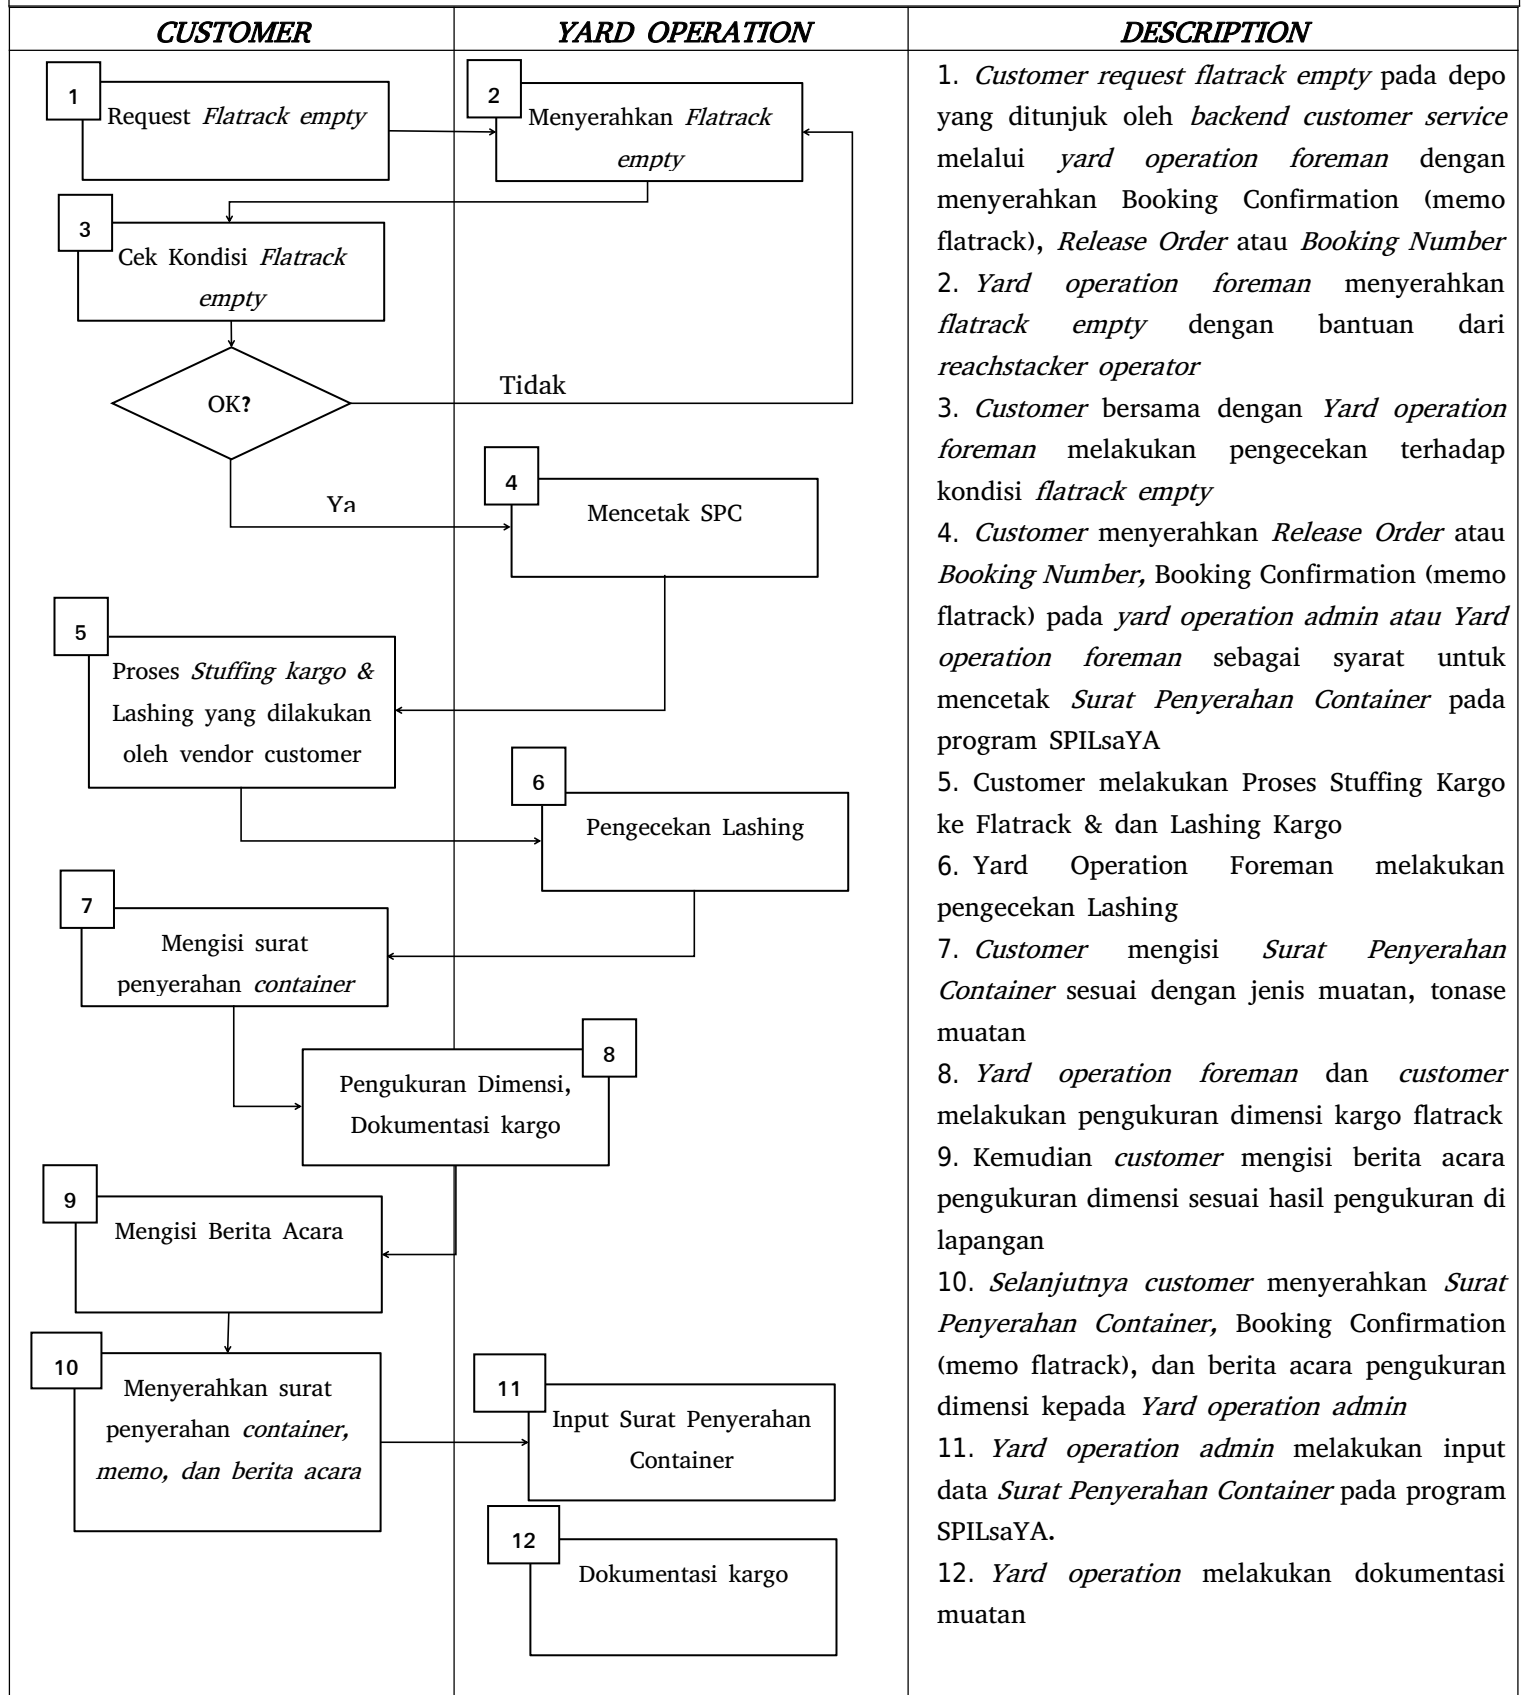 CUSTOMER
YARD OPERATION
DESCRIPTION
1
Request Flatrack empty
2
Menyerahkan Flatrack
empty
3
Cek Kondisi Flatrack
empty
OK?
Tidak
Ya
4
Mencetak SPC
5
Proses Stuffing kargo &
Lashing yang dilakukan
oleh vendor customer
6
Pengecekan Lashing
7
Mengisi surat
penyerahan container
8
Pengukuran Dimensi,
Dokumentasi kargo
9
Mengisi Berita Acara
10
Menyerahkan surat
penyerahan container,
memo, dan berita acara
11
Input Surat Penyerahan
Container
12
Dokumentasi kargo
1. Customer request flatrack empty pada depo
yang ditunjuk oleh backend customer service
melalui yard operation foreman dengan
menyerahkan Booking Confirmation (memo
flatrack), Release Order atau Booking Number
2. Yard operation foreman menyerahkan
flatrack empty dengan bantuan dari
reachstacker operator
3. Customer bersama dengan Yard operation
foreman melakukan pengecekan terhadap
kondisi flatrack empty
4. Customer menyerahkan Release Order atau
Booking Number, Booking Confirmation (memo
flatrack) pada yard operation admin atau Yard
operation foreman sebagai syarat untuk
mencetak Surat Penyerahan Container pada
program SPILsaYA
5. Customer melakukan Proses Stuffing Kargo
ke Flatrack & dan Lashing Kargo
6. Yard Operation Foreman melakukan
pengecekan Lashing
7. Customer mengisi Surat Penyerahan
Container sesuai dengan jenis muatan, tonase
muatan
8. Yard operation foreman dan customer
melakukan pengukuran dimensi kargo flatrack
9. Kemudian customer mengisi berita acara
pengukuran dimensi sesuai hasil pengukuran di
lapangan
10. Selanjutnya customer menyerahkan Surat
Penyerahan Container, Booking Confirmation
(memo flatrack), dan berita acara pengukuran
dimensi kepada Yard operation admin
11. Yard operation admin melakukan input
data Surat Penyerahan Container pada program
SPILsaYA.
12. Yard operation melakukan dokumentasi
muatan